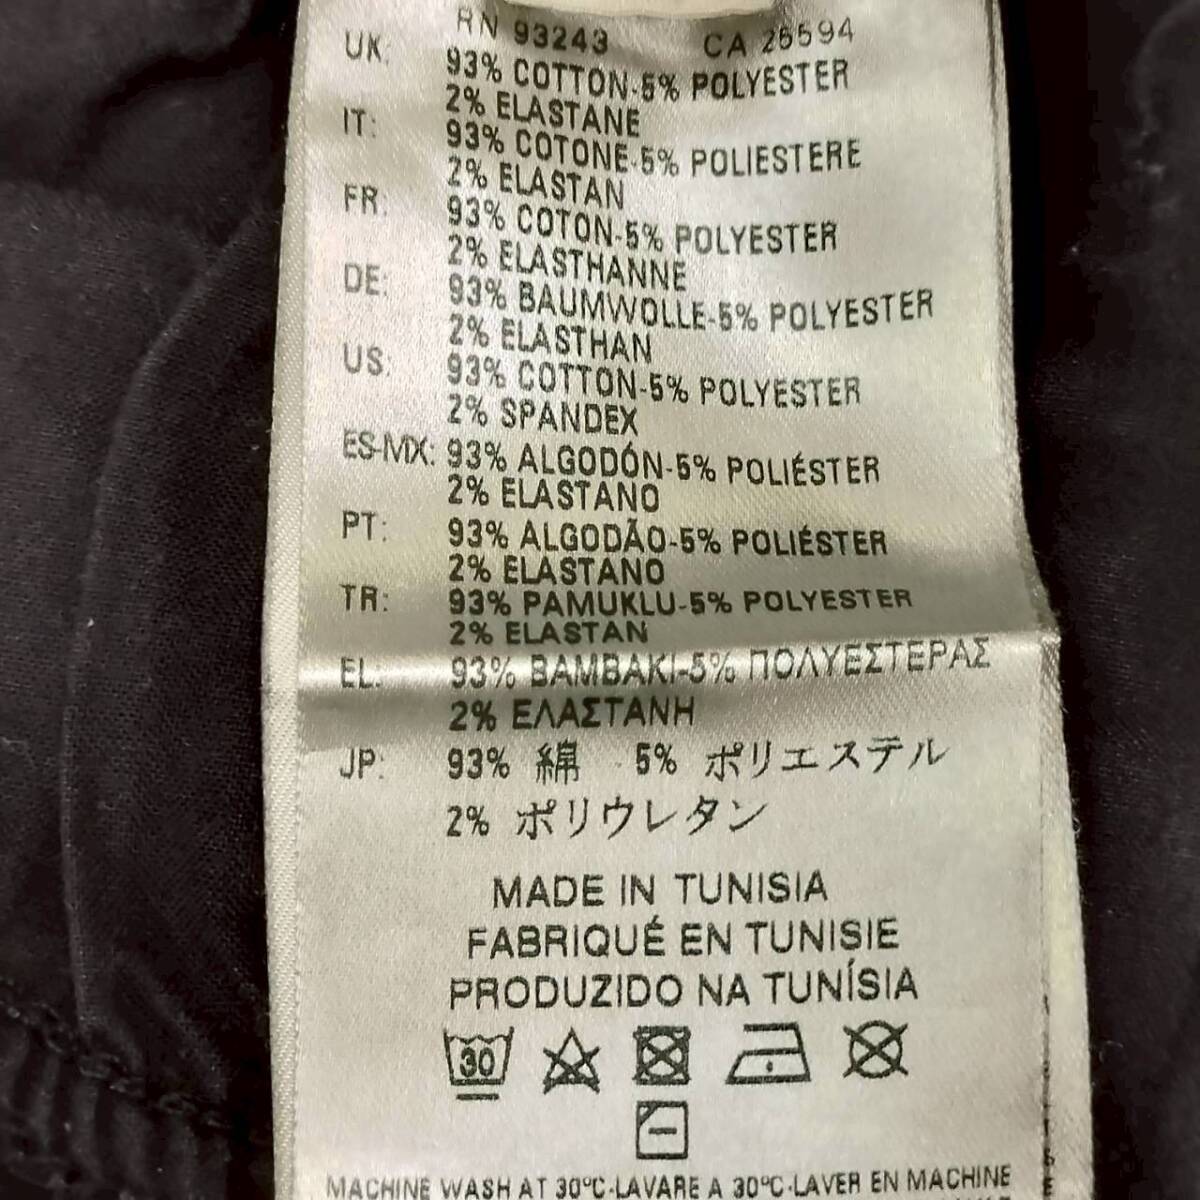 RN 93243 CA 26594
UK: 93% COTTON-5% POLYESTER
2% ELASTANE
IT: 93% COTONE-5% POLIESTERE
2% ELASTAN
FR: 93% COTON-5% POLYESTER
2% ELASTHANNE
DE: 93% BAUMWOLLE-5% POLYESTER
2% ELASTHAN
US: 93% COTTON-5% POLYESTER
2% SPANDEX
ES-MX: 93% ALGODÓN-5% POLIÉSTER
2% ELASTANO
PT: 93% ALGODÃO-5% POLIÉSTER
2% ELASTANO
TR: 93% PAMUKLU-5% POLYESTER
2% ELASTAN
EL: 93% BAMBAKI-5% ΠΟΛΥΕΣΤΕΡΑΣ
2% ΕΛΑΣΤΑΝΗ
JP: 93% 綿 5% ポリエステル
2% ポリウレタン
MADE IN TUNISIA
FABRIQUÉ EN TUNISIE
PRODUZIDO NA TUNÍSIA
30
MACHINE WASH AT 30°C-LAVARE A 30°C-LAVER EN MACHINE